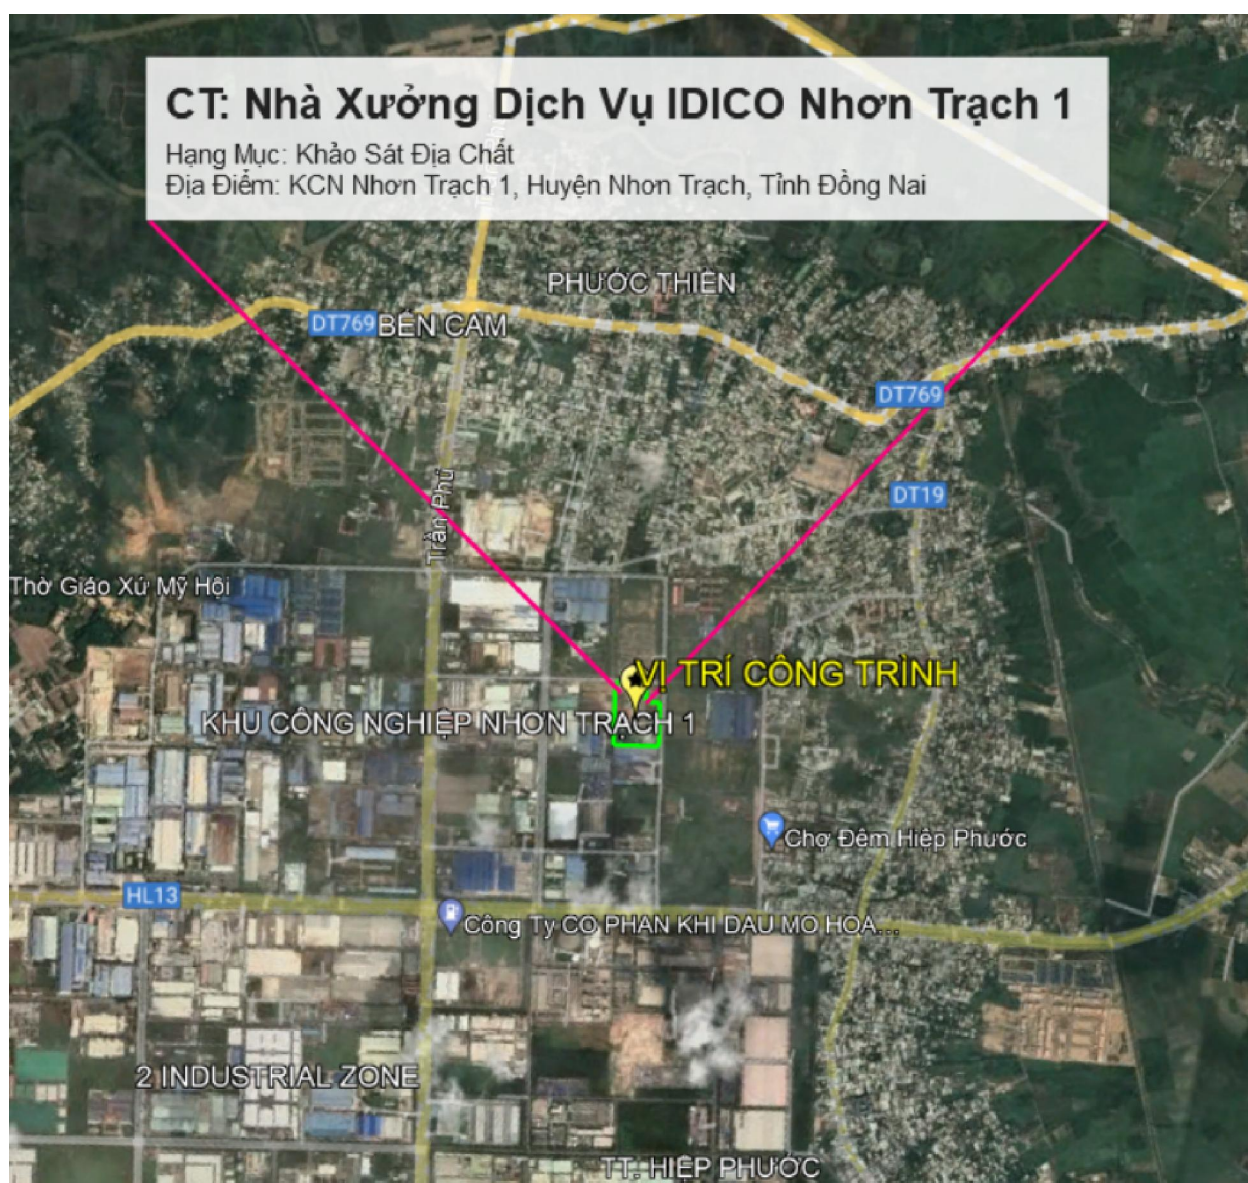 CT: Nhà Xưởng Dịch Vụ IDICO Nhơn Trạch 1
Hạng Mục: Khảo Sát Địa Chất
Địa Điểm: KCN Nhơn Trạch 1, Huyện Nhơn Trạch, Tỉnh Đồng Nai
PHƯỚC THIỀN
DT769
BẾN CAM
DT769
DT19
Trần Phú
Thờ Giáo Xứ Mỹ Hội
VỊ TRÍ CÔNG TRÌNH
KHU CÔNG NGHIỆP NHƠN TRẠCH 1
Chợ Đêm Hiệp Phước
HL13
Công Ty CO PHAN KHI DAU MO HOA...
2 INDUSTRIAL ZONE
TT. HIỆP PHƯỚC